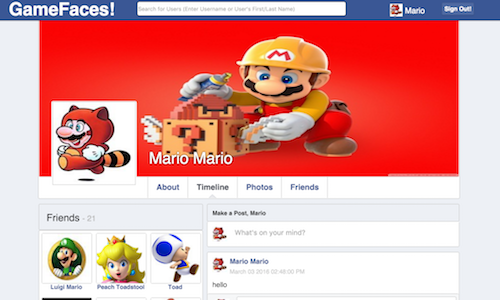 GameFaces!
Search for Users (Enter Username or User's First/Last Name)
Mario
Sign Out!
M
?
?
Mario Mario
About
Timeline
Photos
Friends
Friends - 21
Luigi Mario
Peach Toadstool
Toad
Make a Post, Mario
What's on your mind?
Mario Mario
March 03 2016 02:48:00 PM
hello